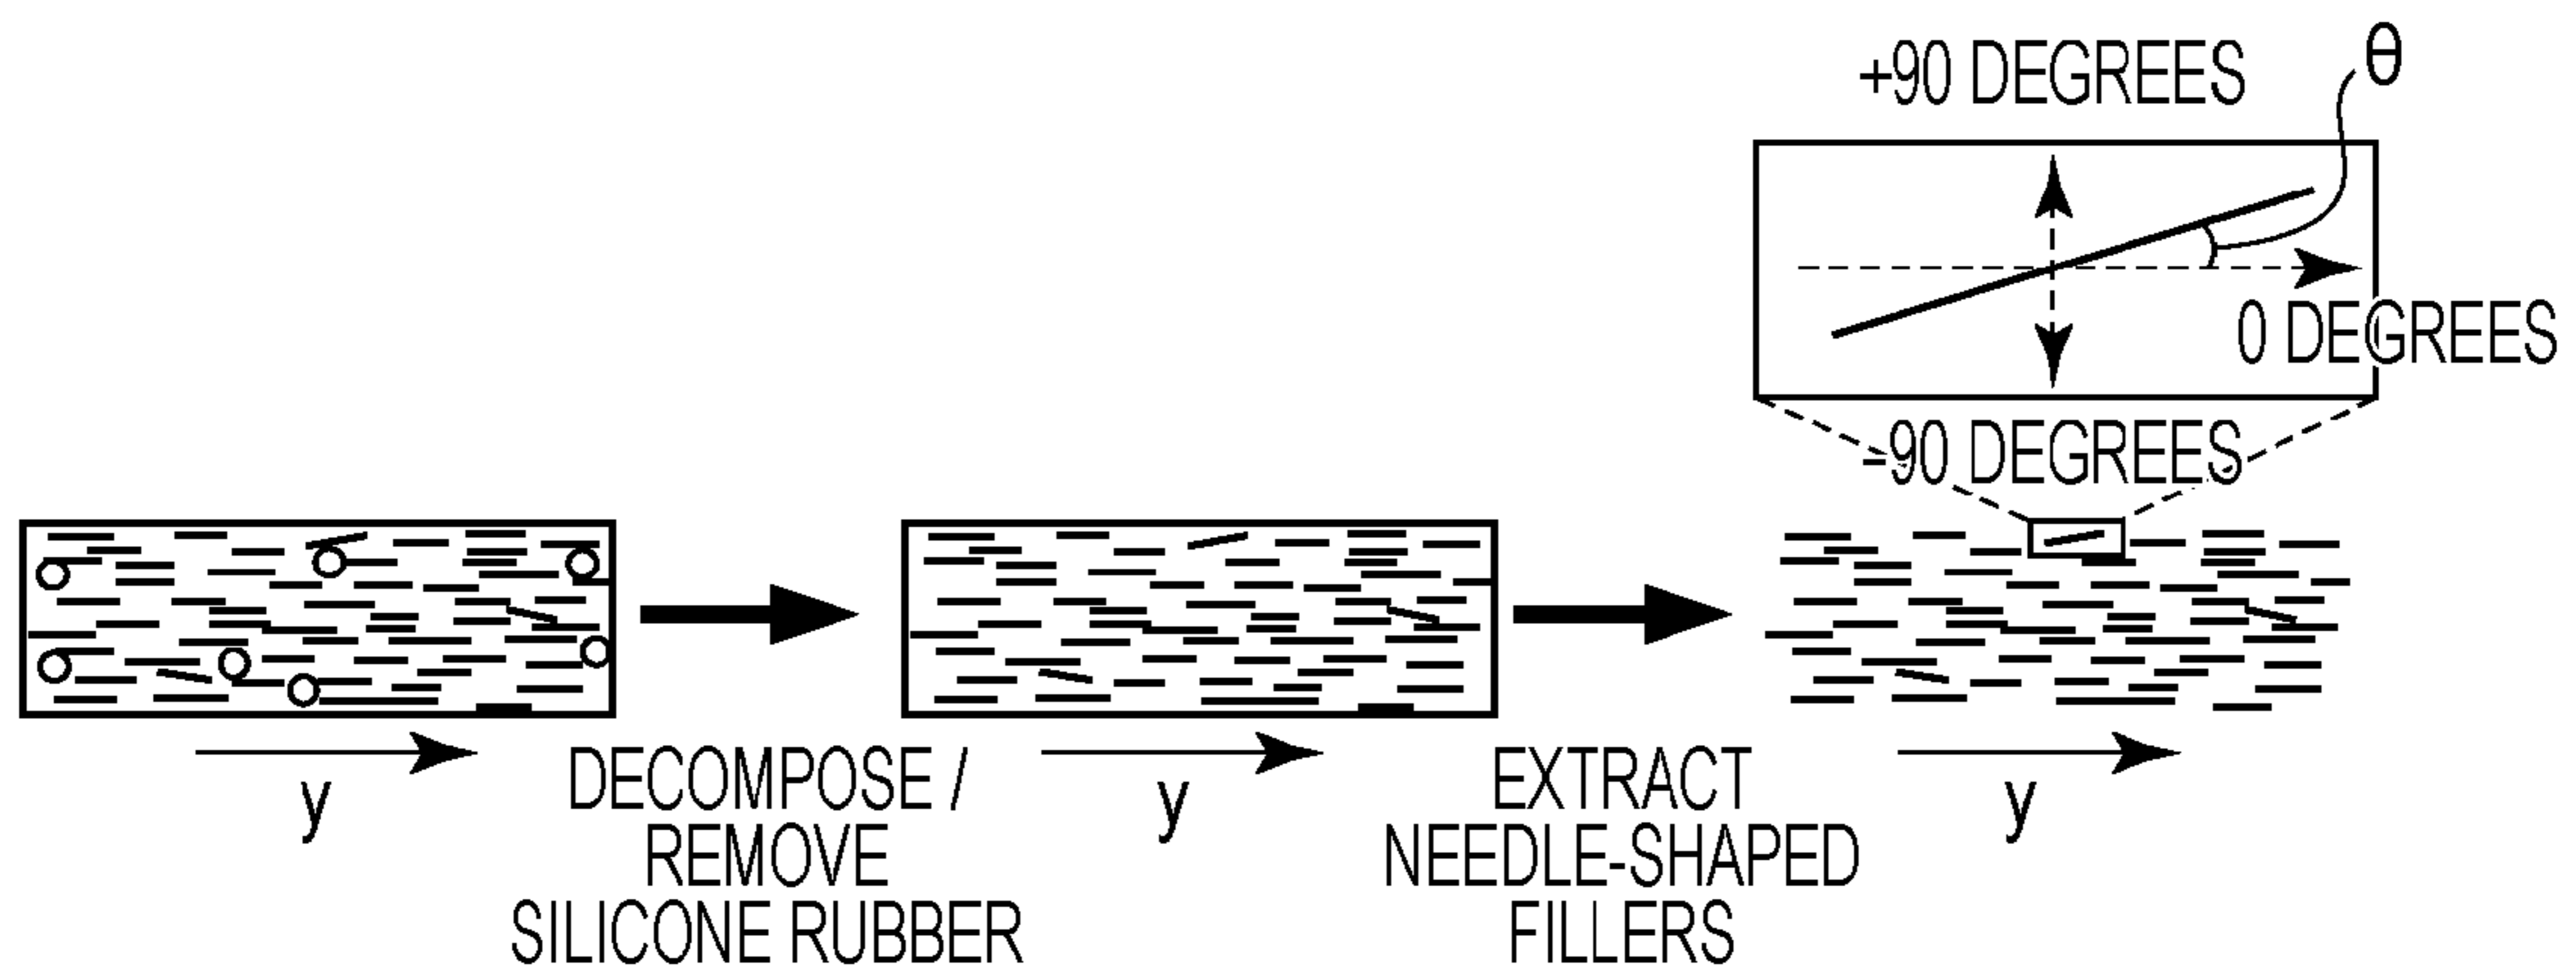 +90 DEGREES
θ
0 DEGREES
-90 DEGREES
y
DECOMPOSE /
REMOVE
SILICONE RUBBER
y
EXTRACT
NEEDLE-SHAPED
FILLERS
y